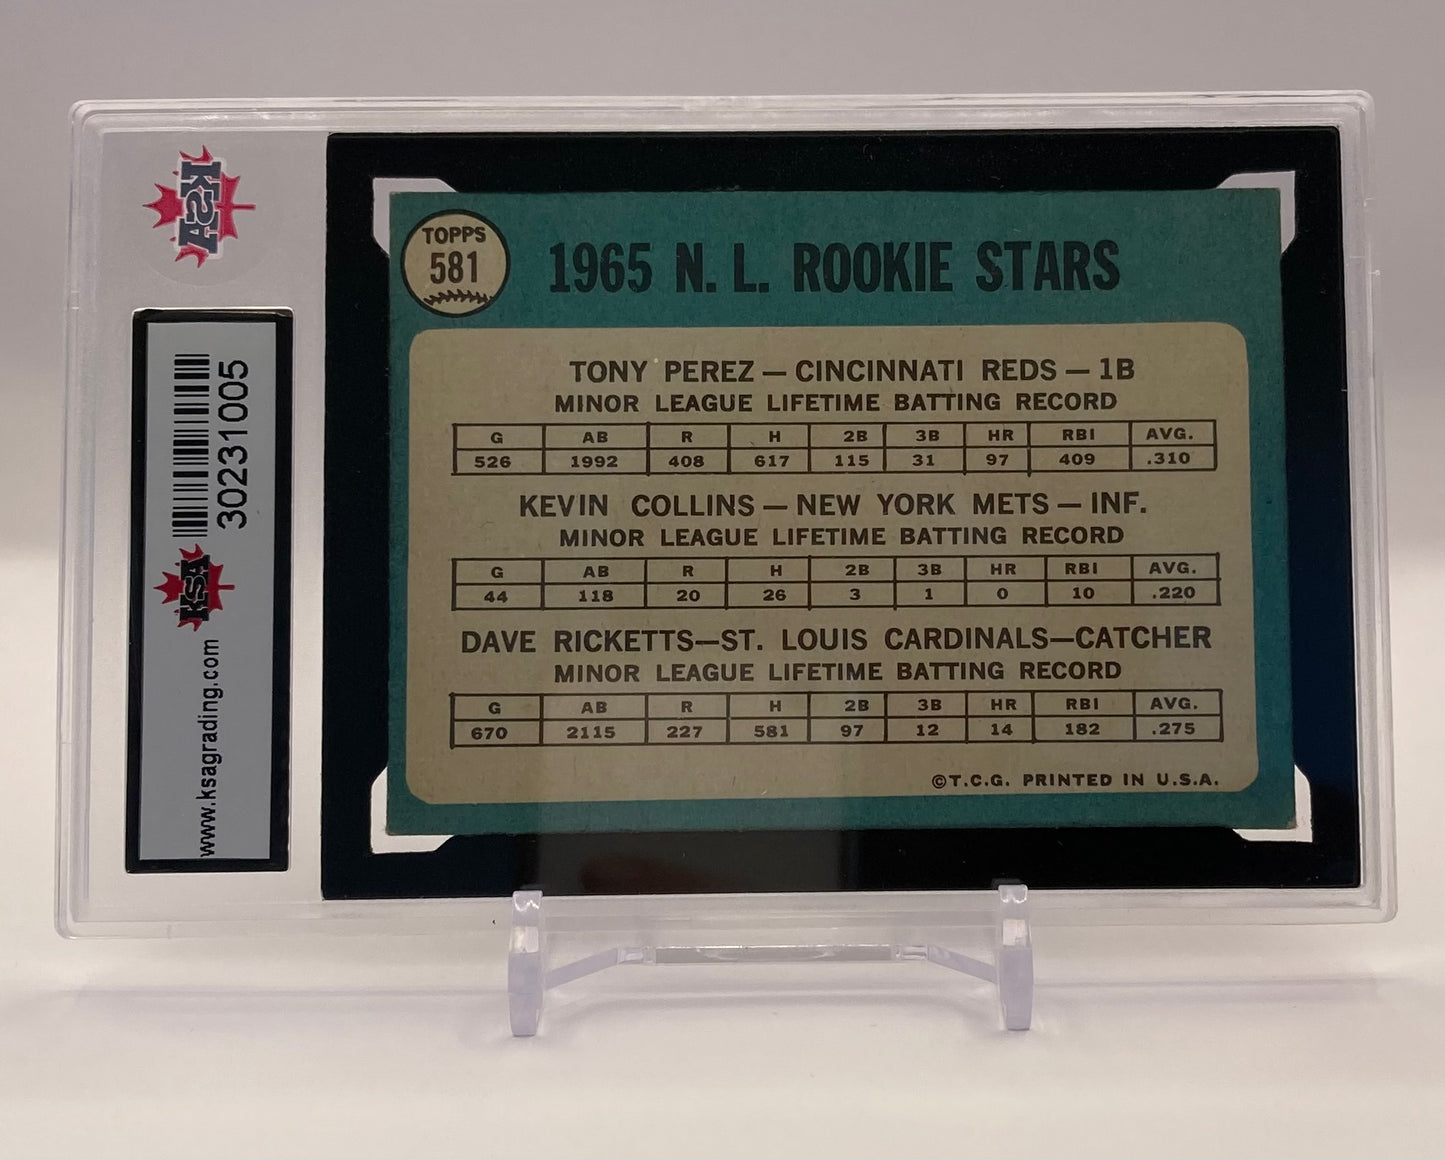 KSA
30231005
KSA
www.ksagrading.com
TOPPS
581
1965 N. L. ROOKIE STARS
TONY PEREZ — CINCINNATI REDS — 1B
MINOR LEAGUE LIFETIME BATTING RECORD
G AB R H 2B 3B HR RBI AVG.
526 1992 408 617 115 31 97 409 .310
KEVIN COLLINS — NEW YORK METS — INF.
MINOR LEAGUE LIFETIME BATTING RECORD
G AB R H 2B 3B HR RBI AVG.
44 118 20 26 3 1 0 10 .220
DAVE RICKETTS—ST. LOUIS CARDINALS—CATCHER
MINOR LEAGUE LIFETIME BATTING RECORD
G AB R H 2B 3B HR RBI AVG.
670 2115 227 581 97 12 14 182 .275
©T.C.G. PRINTED IN U.S.A.